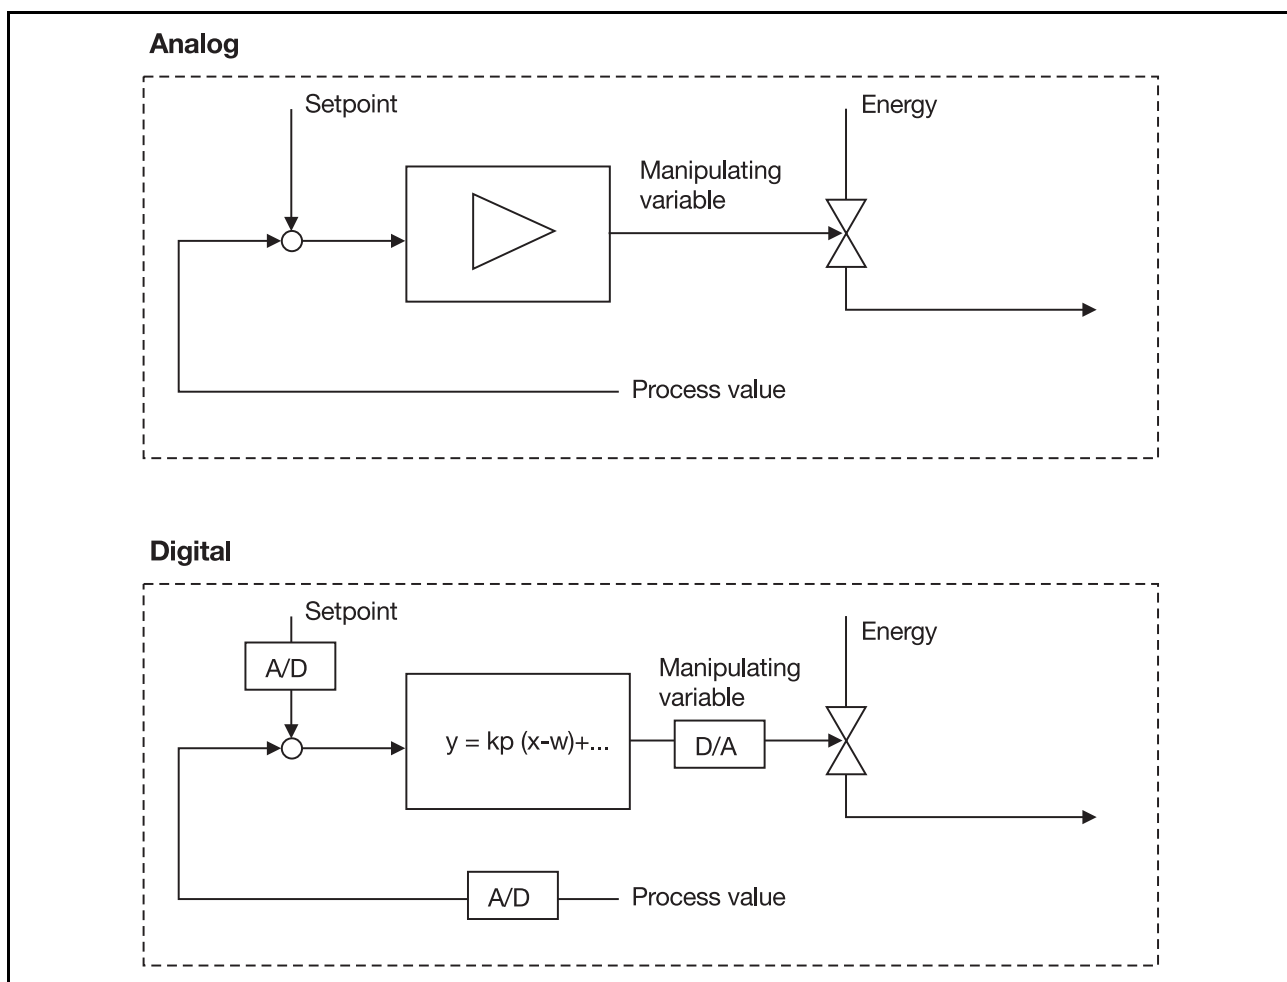 Analog
Setpoint
Energy
Manipulating
variable
Process value
Digital
Setpoint
Energy
A/D
Manipulating
variable
y = kp (x-w)+...
D/A
A/D
Process value